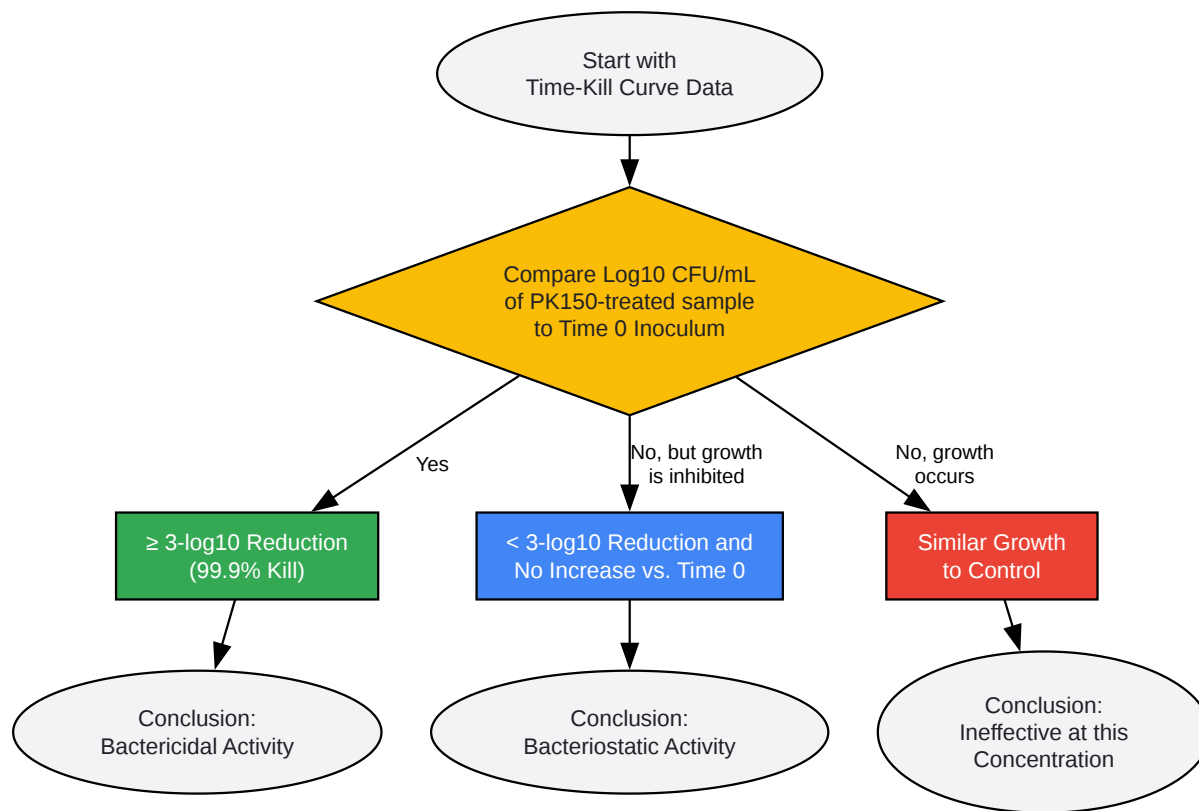 Start with
Time-Kill Curve Data
Compare Log10 CFU/mL
of PK150-treated sample
to Time 0 Inoculum
Yes
No, but growth
is inhibited
No, growth
occurs
≥ 3-log10 Reduction
(99.9% Kill)
< 3-log10 Reduction and
No Increase vs. Time 0
Similar Growth
to Control
Conclusion:
Bactericidal Activity
Conclusion:
Bacteriostatic Activity
Conclusion:
Ineffective at this
Concentration